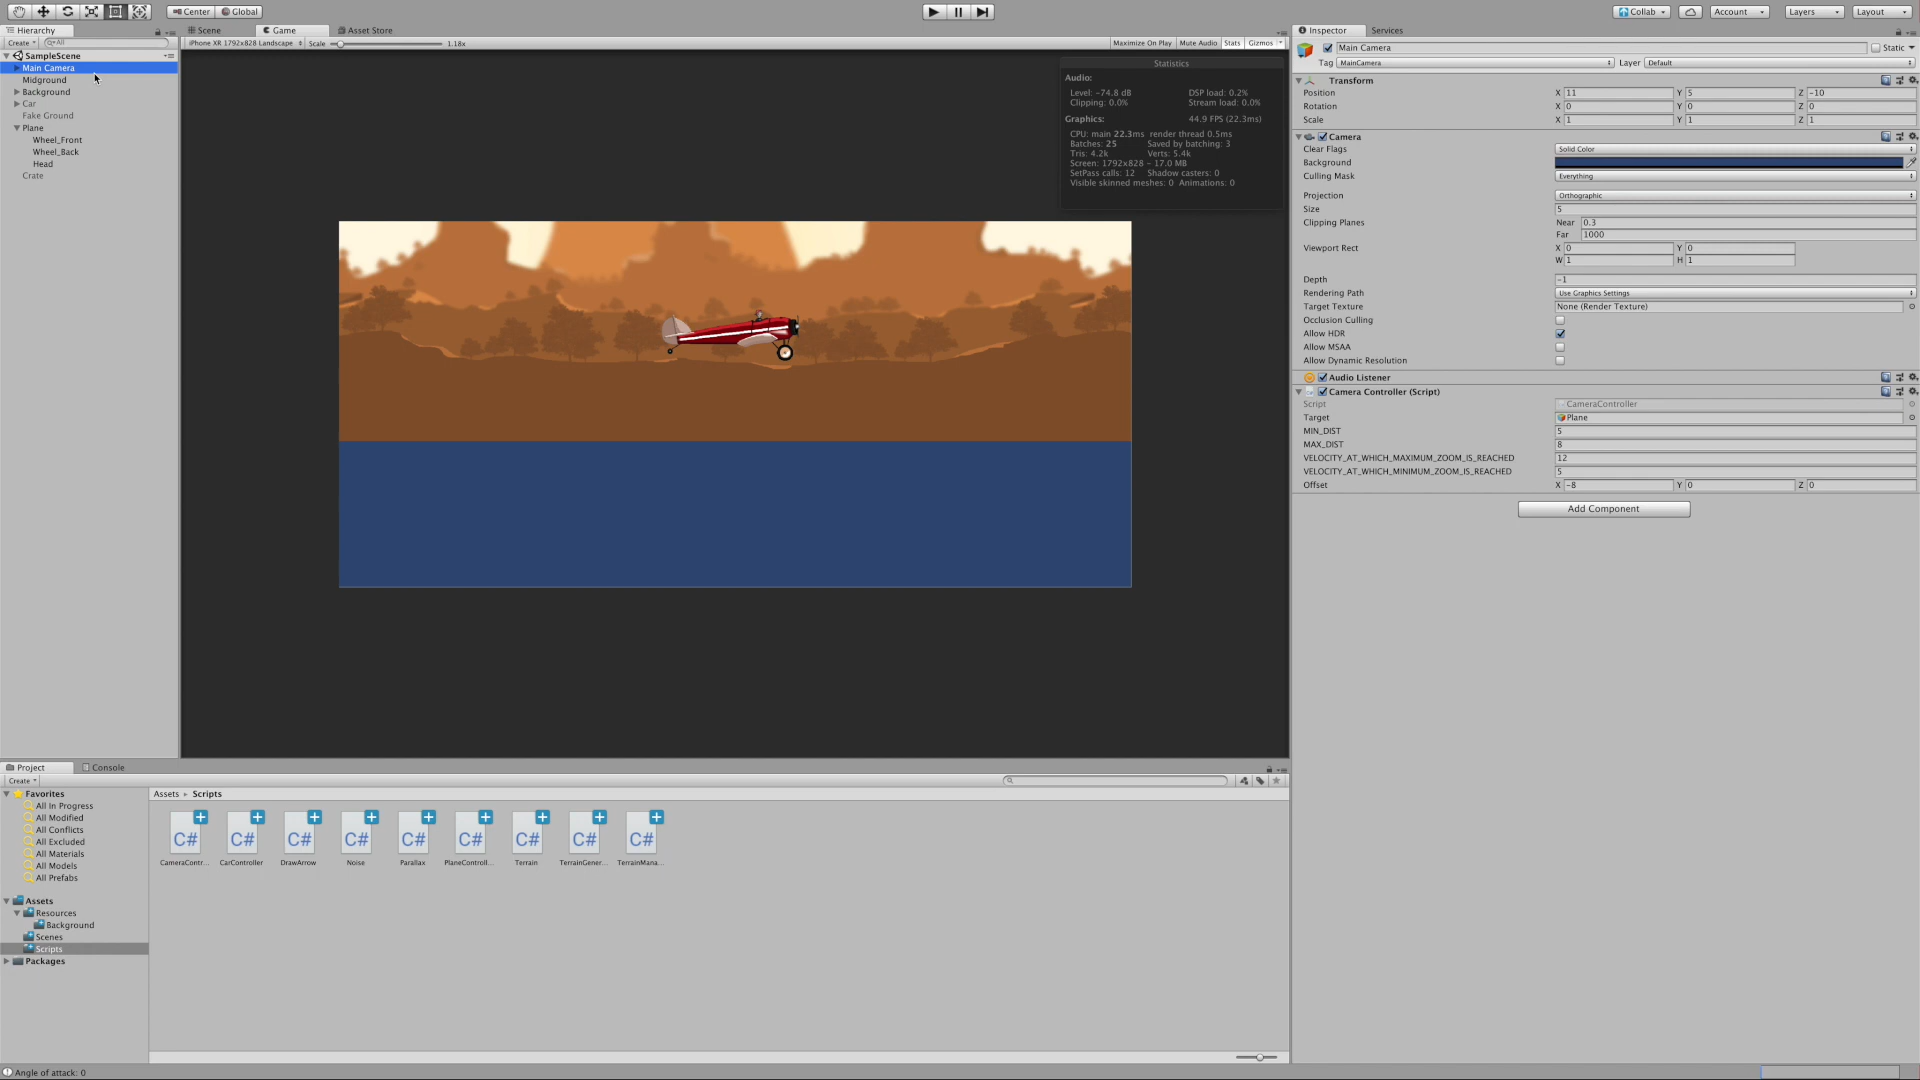 Center Global
Collab Account Layers Layout
Hierarchy
Create All
SampleScene
Main Camera
Midground
Background
Car
Fake Ground
Plane
Wheel_Front
Wheel_Back
Head
Crate
Scene Game Asset Store
iPhone XR 1792x828 Landscape Scale 1.18x Maximize On Play Mute Audio Stats Gizmos
Statistics
Audio:
Level: -74.8 dB DSP load: 0.2%
Clipping: 0.0% Stream load: 0.0%
Graphics: 44.9 FPS (22.3ms)
CPU: main 22.3ms render thread 0.5ms
Batches: 25 Saved by batching: 3
Tris: 4.2k Verts: 5.4k
Screen: 1792x828 - 17.0 MB
SetPass calls: 12 Shadow casters: 0
Visible skinned meshes: 0 Animations: 0
Inspector Services
Main Camera Static
Tag MainCamera Layer Default
Transform
Position X 11 Y 5 Z -10
Rotation X 0 Y 0 Z 0
Scale X 1 Y 1 Z 1
Camera
Clear Flags Solid Color
Background
Culling Mask Everything
Projection Orthographic
Size 5
Clipping Planes Near 0.3
Far 1000
Viewport Rect X 0 Y 0
W 1 H 1
Depth -1
Rendering Path Use Graphics Settings
Target Texture None (Render Texture)
Occlusion Culling
Allow HDR
Allow MSAA
Allow Dynamic Resolution
Audio Listener
Camera Controller (Script)
Script CameraController
Target Plane
MIN_DIST 5
MAX_DIST 8
VELOCITY_AT_WHICH_MAXIMUM_ZOOM_IS_REACHED 12
VELOCITY_AT_WHICH_MINIMUM_ZOOM_IS_REACHED 5
Offset X -8 Y 0 Z 0
Add Component
Project Console
Create
Favorites
All In Progress
All Modified
All Conflicts
All Excluded
All Materials
All Models
All Prefabs
Assets
Resources
Background
Scenes
Scripts
Packages
Assets Scripts
C# C# C# C# C# C# C# C# C#
CameraContr... CarController DrawArrow Noise Parallax PlaneControll... Terrain TerrainGener... TerrainMana...
Angle of attack: 0